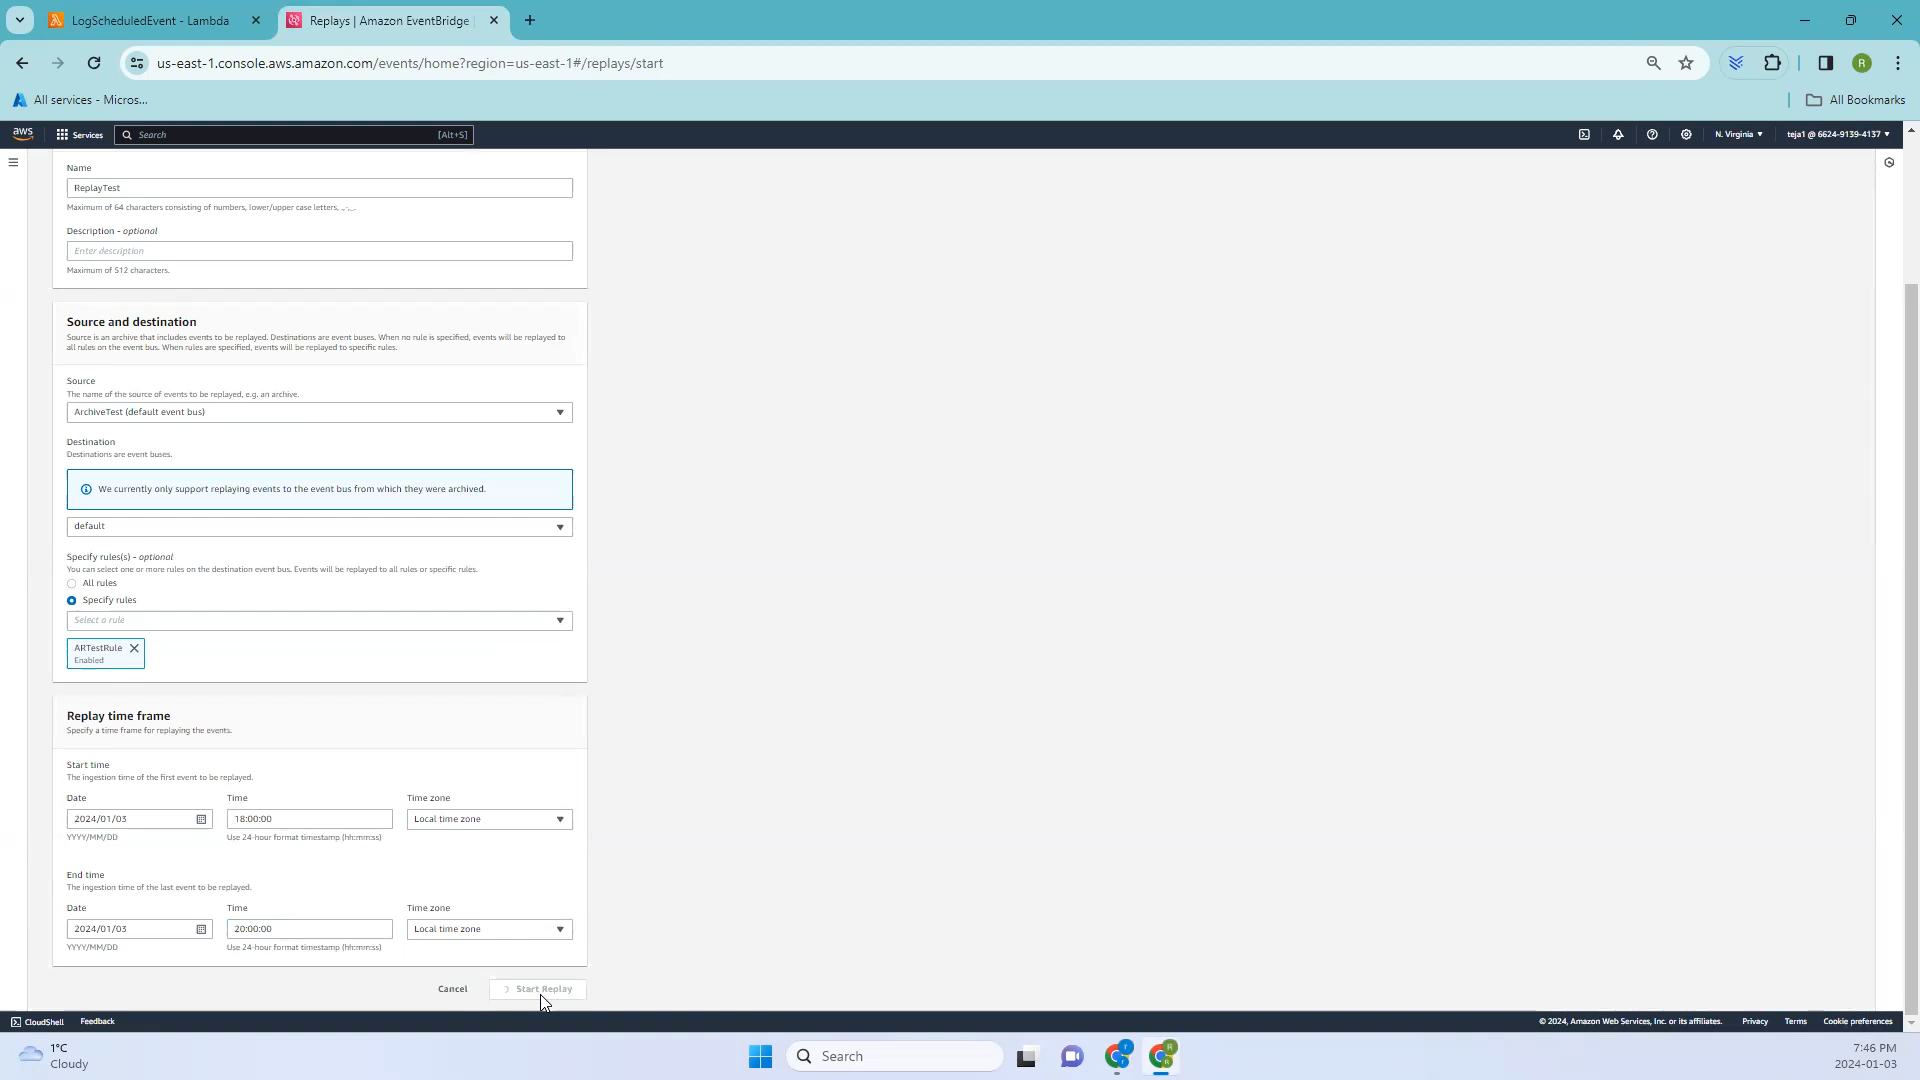 LogScheduledEvent - Lambda
Replays | Amazon EventBridge
us-east-1.console.aws.amazon.com/events/home?region=us-east-1#/replays/start
R
All services - Micros...
All Bookmarks
aws
Services
Search
[Alt+S]
N. Virginia
teja1 @ 6624-9139-4137
Name
ReplayTest
Maximum of 64 characters consisting of numbers, lower/upper case letters, .,-,_.
Description - optional
Enter description
Maximum of 512 characters.
Source and destination
Source is an archive that includes events to be replayed. Destinations are event buses. When no rule is specified, events will be replayed to
all rules on the event bus. When rules are specified, events will be replayed to specific rules.
Source
The name of the source of events to be replayed, e.g. an archive.
ArchiveTest (default event bus)
Destination
Destinations are event buses.
We currently only support replaying events to the event bus from which they were archived.
default
Specify rules(s) - optional
You can select one or more rules on the destination event bus. Events will be replayed to all rules or specific rules.
All rules
Specify rules
Select a rule
ARTestRule
Enabled
Replay time frame
Specify a time frame for replaying the events.
Start time
The ingestion time of the first event to be replayed.
Date
Time
Time zone
2024/01/03
18:00:00
Local time zone
YYYY/MM/DD
Use 24-hour format timestamp (hh:mm:ss)
End time
The ingestion time of the last event to be replayed.
Date
Time
Time zone
2024/01/03
20:00:00
Local time zone
YYYY/MM/DD
Use 24-hour format timestamp (hh:mm:ss)
Cancel
Start Replay
CloudShell
Feedback
© 2024, Amazon Web Services, Inc. or its affiliates.
Privacy
Terms
Cookie preferences
1°C
Cloudy
Search
7:46 PM
2024-01-03